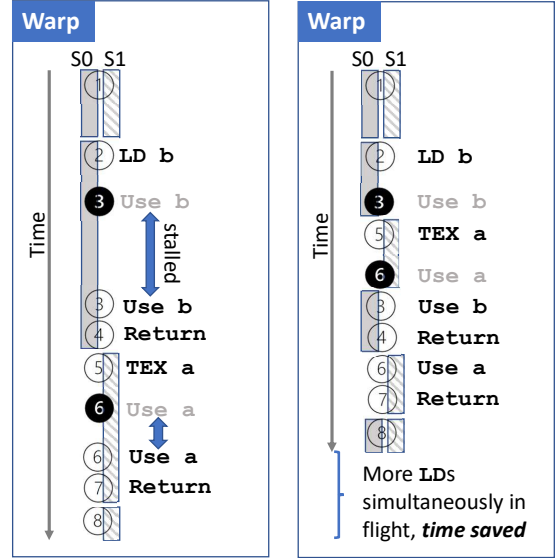 Warp
S0 S1
1
2 LD b
3 Use b
stalled
Time
3 Use b
4 Return
5 TEX a
6 Use a
6 Use a
7 Return
8
Warp
S0 S1
1
2 LD b
3 Use b
5 TEX a
Time
6 Use a
3 Use b
4 Return
6 Use a
7 Return
8
More LDs
simultaneously in
flight, time saved